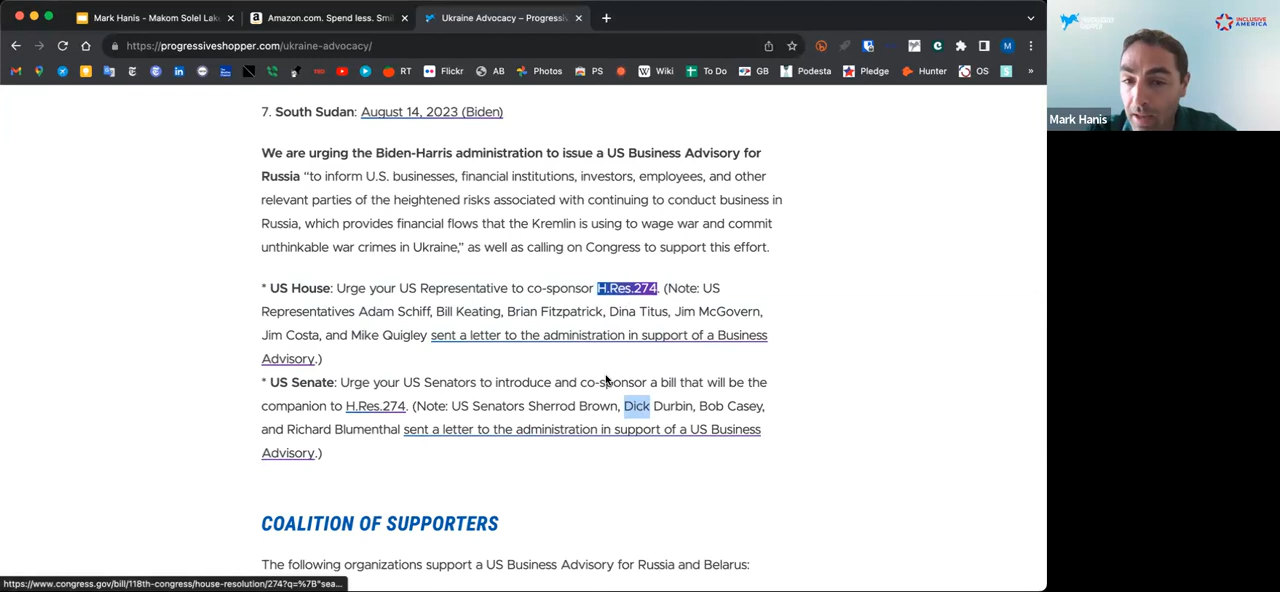 Mark Hanis - Makom Solel Lak
Amazon.com. Spend less. Smil
Ukraine Advocacy – Progressiv
https://progressiveshopper.com/ukraine-advocacy/
RT
Flickr
AB
Photos
PS
Wiki
To Do
GB
Podesta
Pledge
Hunter
OS
»
7. South Sudan: August 14, 2023 (Biden)
We are urging the Biden-Harris administration to issue a US Business Advisory for
Russia “to inform U.S. businesses, financial institutions, investors, employees, and other
relevant parties of the heightened risks associated with continuing to conduct business in
Russia, which provides financial flows that the Kremlin is using to wage war and commit
unthinkable war crimes in Ukraine,” as well as calling on Congress to support this effort.
* US House: Urge your US Representative to co-sponsor H.Res.274. (Note: US
Representatives Adam Schiff, Bill Keating, Brian Fitzpatrick, Dina Titus, Jim McGovern,
Jim Costa, and Mike Quigley sent a letter to the administration in support of a Business
Advisory.)
* US Senate: Urge your US Senators to introduce and co-sponsor a bill that will be the
companion to H.Res.274. (Note: US Senators Sherrod Brown, Dick Durbin, Bob Casey,
and Richard Blumenthal sent a letter to the administration in support of a US Business
Advisory.)
COALITION OF SUPPORTERS
The following organizations support a US Business Advisory for Russia and Belarus:
https://www.congress.gov/bill/118th-congress/house-resolution/274?q=%7B"sea...
INCLUSIVE
AMERICA
Mark Hanis